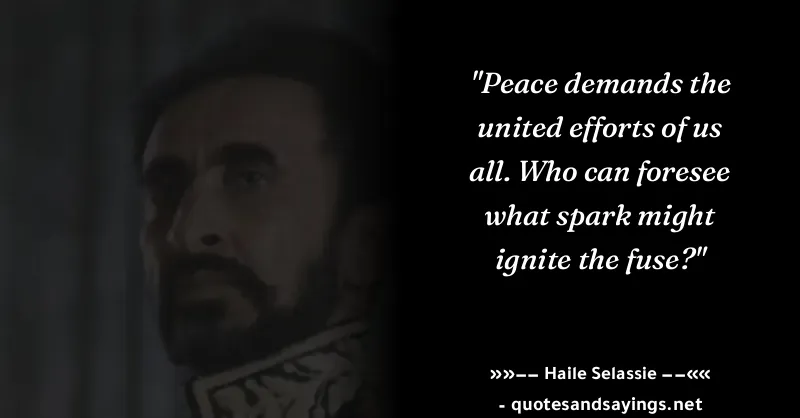 "Peace demands the
united efforts of us
all. Who can foresee
what spark might
ignite the fuse?"
»»−− Haile Selassie −−««
- quotesandsayings.net